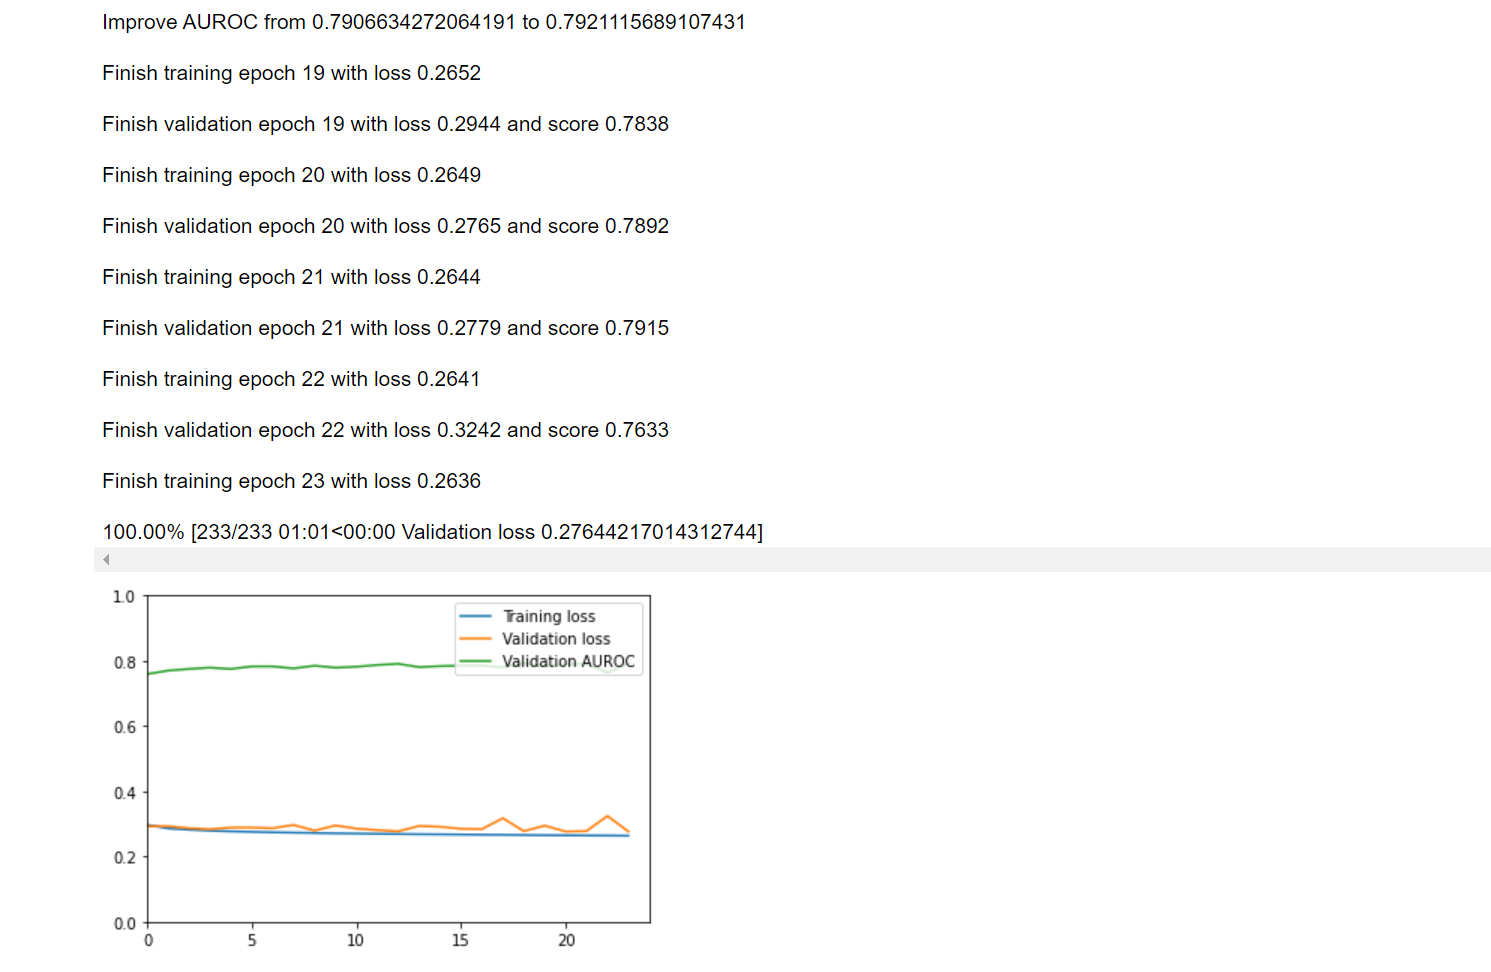 Improve AUROC from 0.7906634272064191 to 0.7921115689107431
Finish training epoch 19 with loss 0.2652
Finish validation epoch 19 with loss 0.2944 and score 0.7838
Finish training epoch 20 with loss 0.2649
Finish validation epoch 20 with loss 0.2765 and score 0.7892
Finish training epoch 21 with loss 0.2644
Finish validation epoch 21 with loss 0.2779 and score 0.7915
Finish training epoch 22 with loss 0.2641
Finish validation epoch 22 with loss 0.3242 and score 0.7633
Finish training epoch 23 with loss 0.2636
100.00% [233/233 01:01<00:00 Validation loss 0.27644217014312744]
1.0
Training loss
Validation loss
Validation AUROC
0.8
0.6
0.4
0.2
0.0
0 5 10 15 20